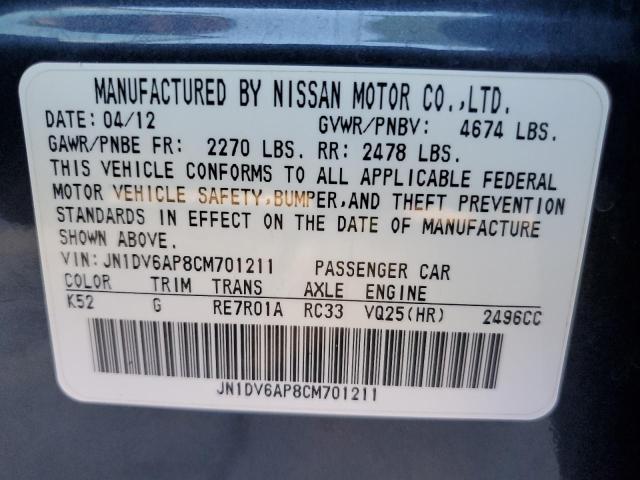 MANUFACTURED BY NISSAN MOTOR CO.,LTD.
DATE: 04/12 GVWR/PNBV: 4674 LBS.
GAWR/PNBE FR: 2270 LBS. RR: 2478 LBS.
THIS VEHICLE CONFORMS TO ALL APPLICABLE FEDERAL
MOTOR VEHICLE SAFETY,BUMPER,AND THEFT PREVENTION
STANDARDS IN EFFECT ON THE DATE OF MANUFACTURE
SHOWN ABOVE.
VIN: JN1DV6AP8CM701211 PASSENGER CAR
COLOR TRIM TRANS AXLE ENGINE
K52 G RE7R01A RC33 VQ25(HR) 2496CC
JN1DV6AP8CM701211